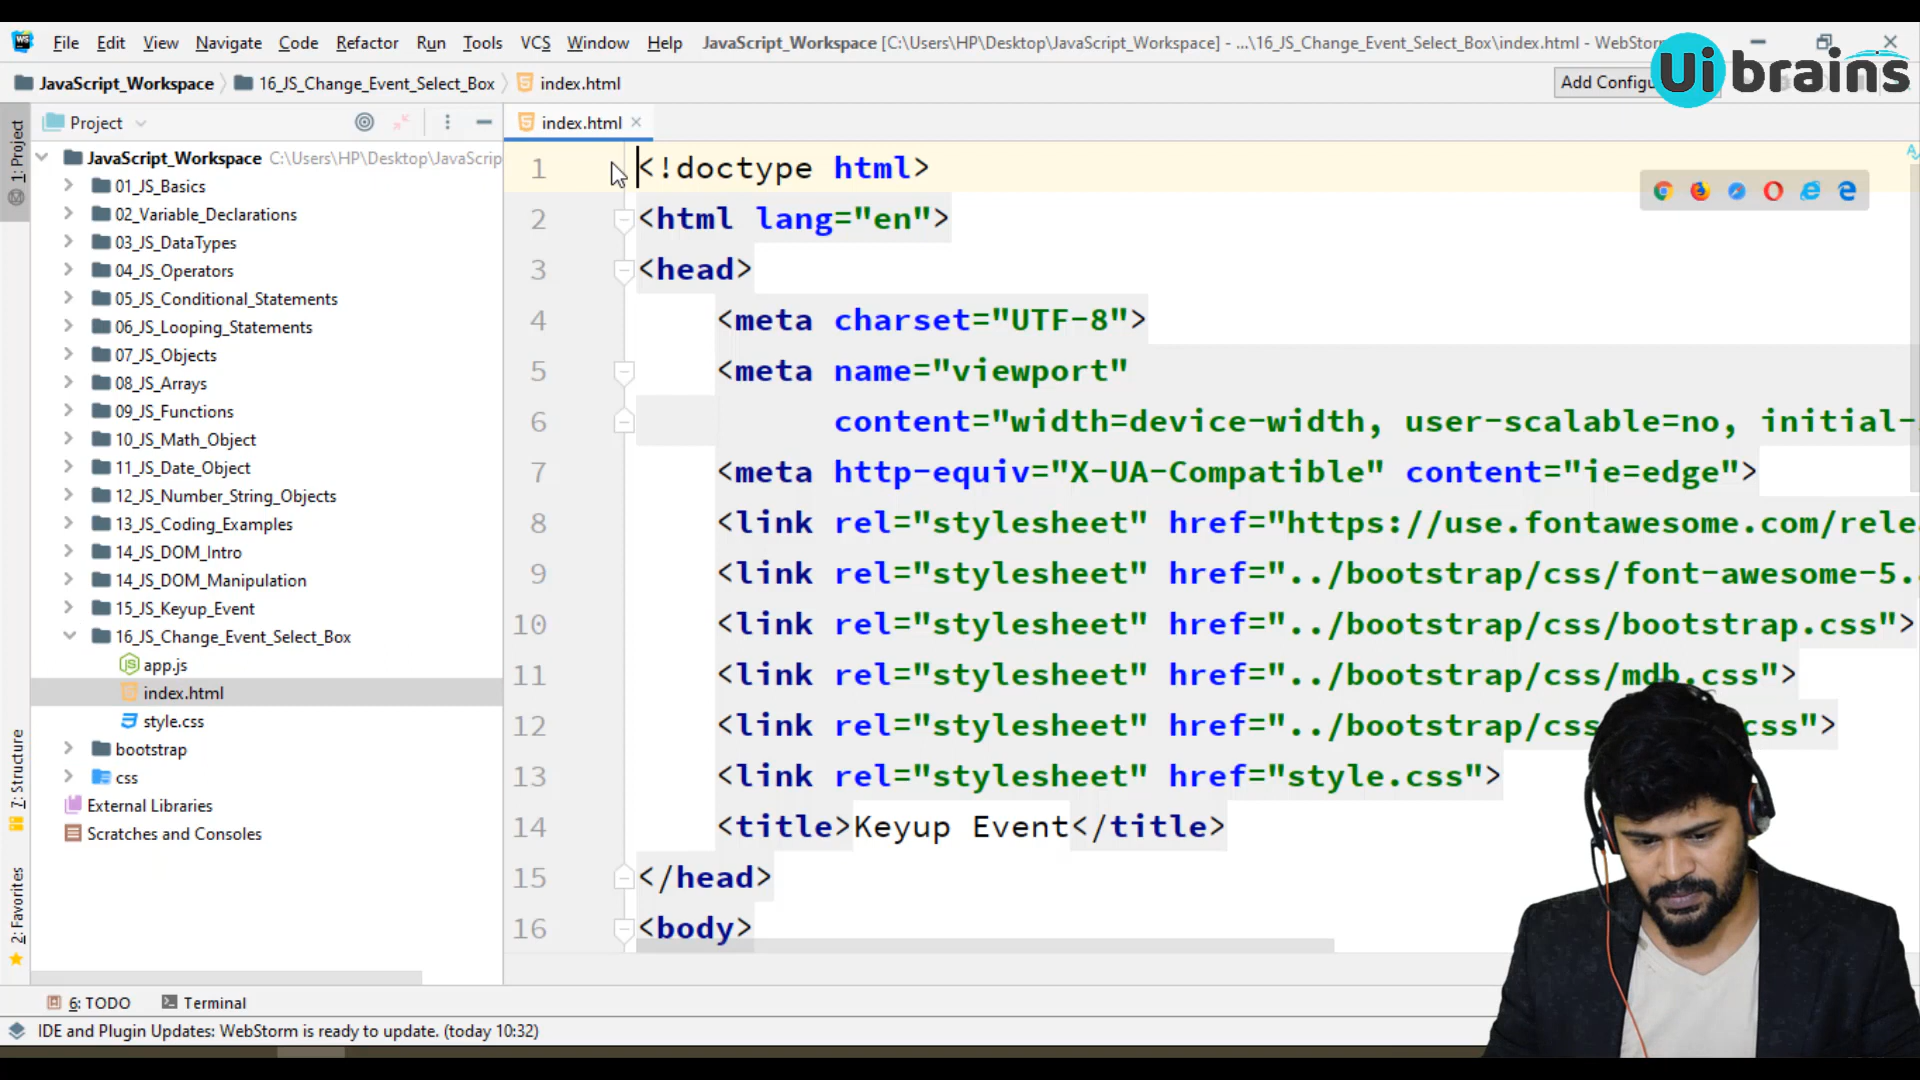 File Edit View Navigate Code Refactor Run Tools VCS Window Help JavaScript_Workspace [C:\Users\HP\Desktop\JavaScript_Workspace] - ...\16_JS_Change_Event_Select_Box\index.html - WebStorm
Ui brains
JavaScript_Workspace 16_JS_Change_Event_Select_Box index.html
Add Configu
Project
index.html
1: Project
JavaScript_Workspace C:\Users\HP\Desktop\JavaScrip
01_JS_Basics
02_Variable_Declarations
03_JS_DataTypes
04_JS_Operators
05_JS_Conditional_Statements
06_JS_Looping_Statements
07_JS_Objects
08_JS_Arrays
09_JS_Functions
10_JS_Math_Object
11_JS_Date_Object
12_JS_Number_String_Objects
13_JS_Coding_Examples
14_JS_DOM_Intro
14_JS_DOM_Manipulation
15_JS_Keyup_Event
16_JS_Change_Event_Select_Box
app.js
index.html
style.css
bootstrap
css
External Libraries
Scratches and Consoles
7: Structure
2: Favorites
1 <!doctype html>
2 <html lang="en">
3 <head>
4 <meta charset="UTF-8">
5 <meta name="viewport"
6 content="width=device-width, user-scalable=no, initial-
7 <meta http-equiv="X-UA-Compatible" content="ie=edge">
8 <link rel="stylesheet" href="https://use.fontawesome.com/rele
9 <link rel="stylesheet" href="../bootstrap/css/font-awesome-5.
10 <link rel="stylesheet" href="../bootstrap/css/bootstrap.css">
11 <link rel="stylesheet" href="../bootstrap/css/mdb.css">
12 <link rel="stylesheet" href="../bootstrap/css css">
13 <link rel="stylesheet" href="style.css">
14 <title>Keyup Event</title>
15 </head>
16 <body>
6: TODO Terminal
IDE and Plugin Updates: WebStorm is ready to update. (today 10:32)